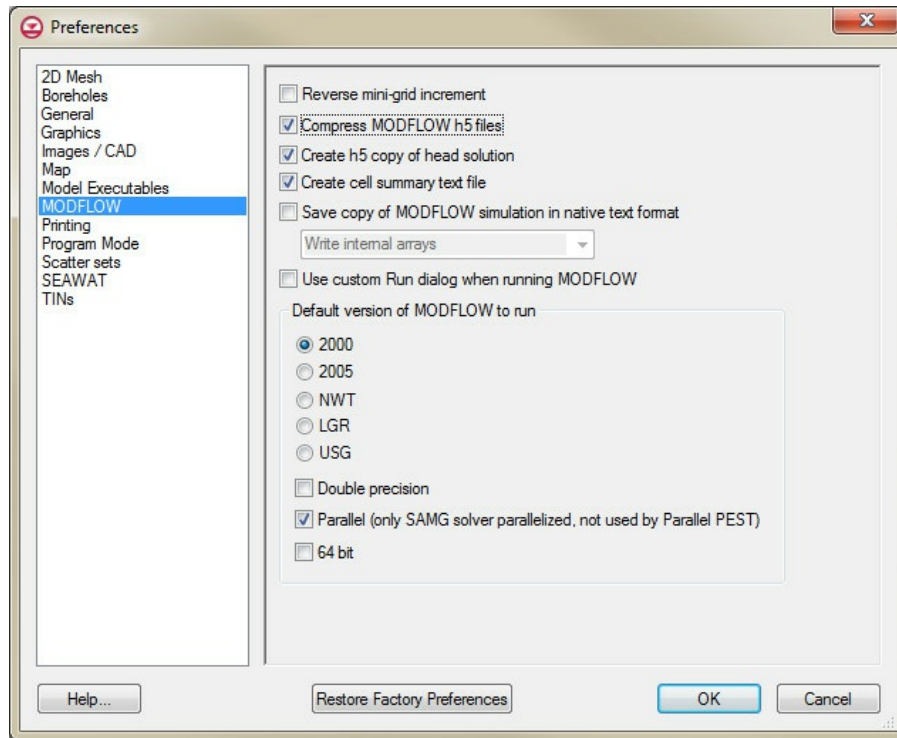 Preferences
2D Mesh
Boreholes
General
Graphics
Images / CAD
Map
Model Executables
MODFLOW
Printing
Program Mode
Scatter sets
SEAWAT
TINs
Reverse mini-grid increment
Compress MODFLOW h5 files
Create h5 copy of head solution
Create cell summary text file
Save copy of MODFLOW simulation in native text format
Write internal arrays
Use custom Run dialog when running MODFLOW
Default version of MODFLOW to run
2000
2005
NWT
LGR
USG
Double precision
Parallel (only SAMG solver parallelized, not used by Parallel PEST)
64 bit
Help...
Restore Factory Preferences
OK
Cancel